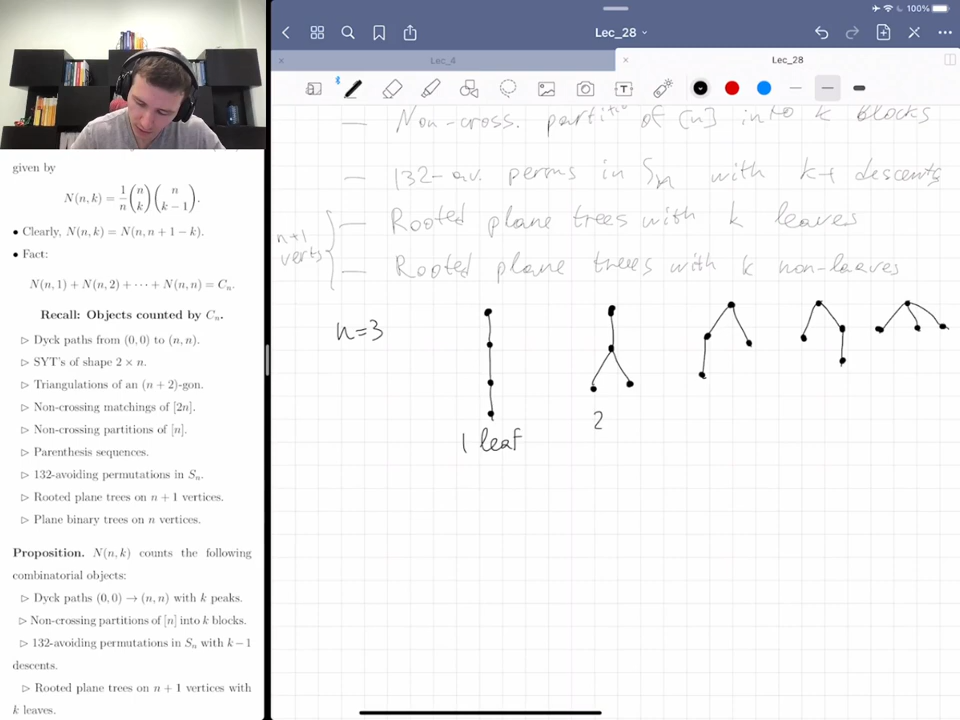 100%
Lec_28
Lec_4
Lec_28
given by
N(n, k) = \frac{1}{n}\binom{n}{k}\binom{n}{k-1}.
• Clearly, N(n, k) = N(n, n + 1 − k).
• Fact:
N(n, 1) + N(n, 2) + ··· + N(n, n) = C_n.
Recall: Objects counted by C_n.
▷ Dyck paths from (0, 0) to (n, n).
▷ SYT's of shape 2 × n.
▷ Triangulations of an (n + 2)-gon.
▷ Non-crossing matchings of [2n].
▷ Non-crossing partitions of [n].
▷ Parenthesis sequences.
▷ 132-avoiding permutations in S_n.
▷ Rooted plane trees on n + 1 vertices.
▷ Plane binary trees on n vertices.
Proposition. N(n, k) counts the following
combinatorial objects:
▷ Dyck paths (0, 0) → (n, n) with k peaks.
▷ Non-crossing partitions of [n] into k blocks.
▷ 132-avoiding permutations in S_n with k − 1
descents.
▷ Rooted plane trees on n + 1 vertices with
k leaves.
— Non-cross. partitio of [n] into k blocks
— 132-av. perms in S_n with k-1 descents
n+1
verts
— Rooted plane trees with k leaves
— Rooted plane trees with k non-leaves
n=3
1 leaf
2